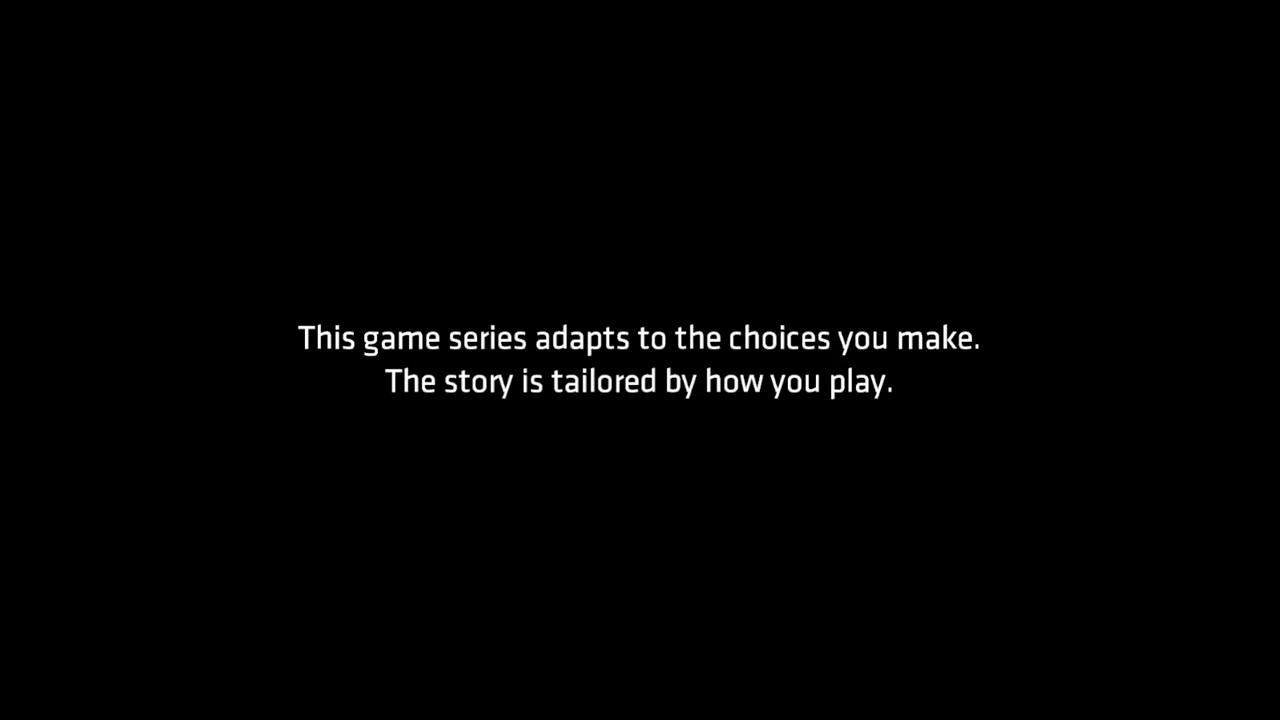 This game series adapts to the choices you make.
The story is tailored by how you play.